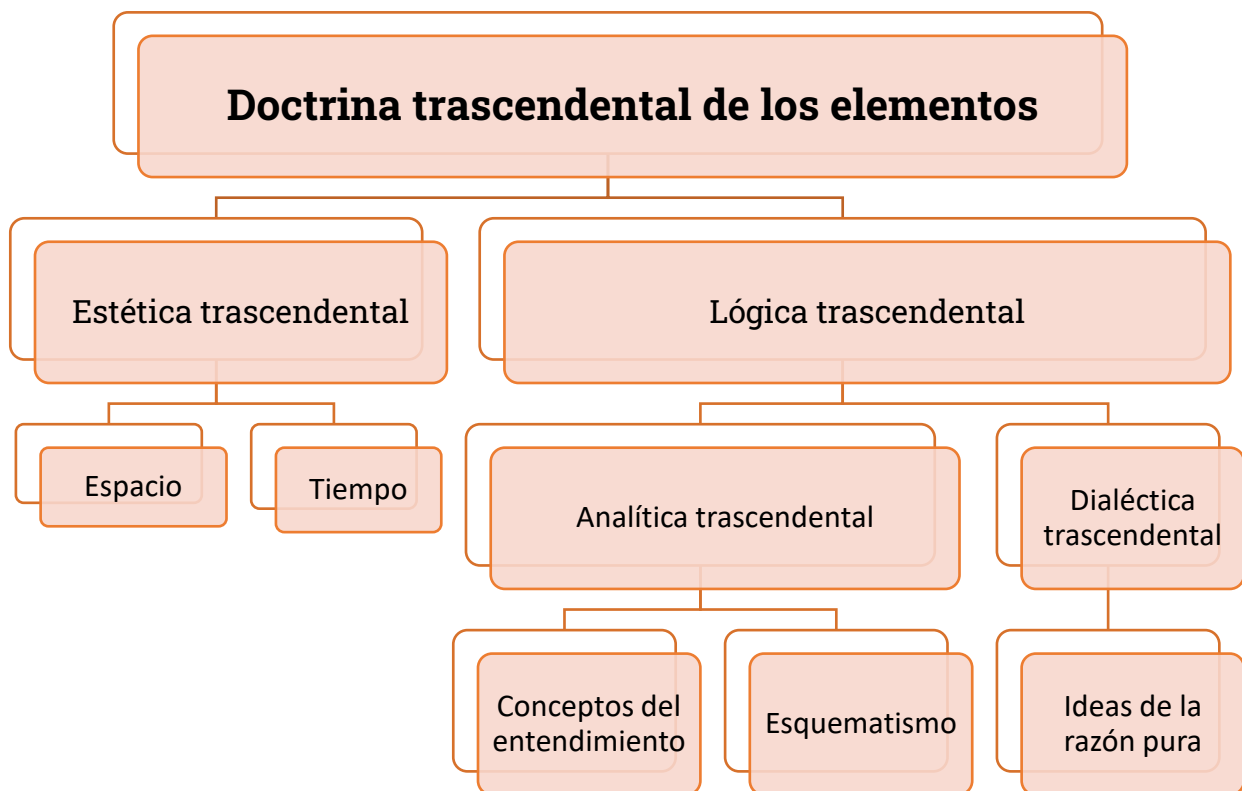 Doctrina trascendental de los elementos
Estética trascendental
Lógica trascendental
Espacio
Tiempo
Analítica trascendental
Dialéctica
trascendental
Conceptos del
entendimiento
Esquematismo
Ideas de la
razón pura